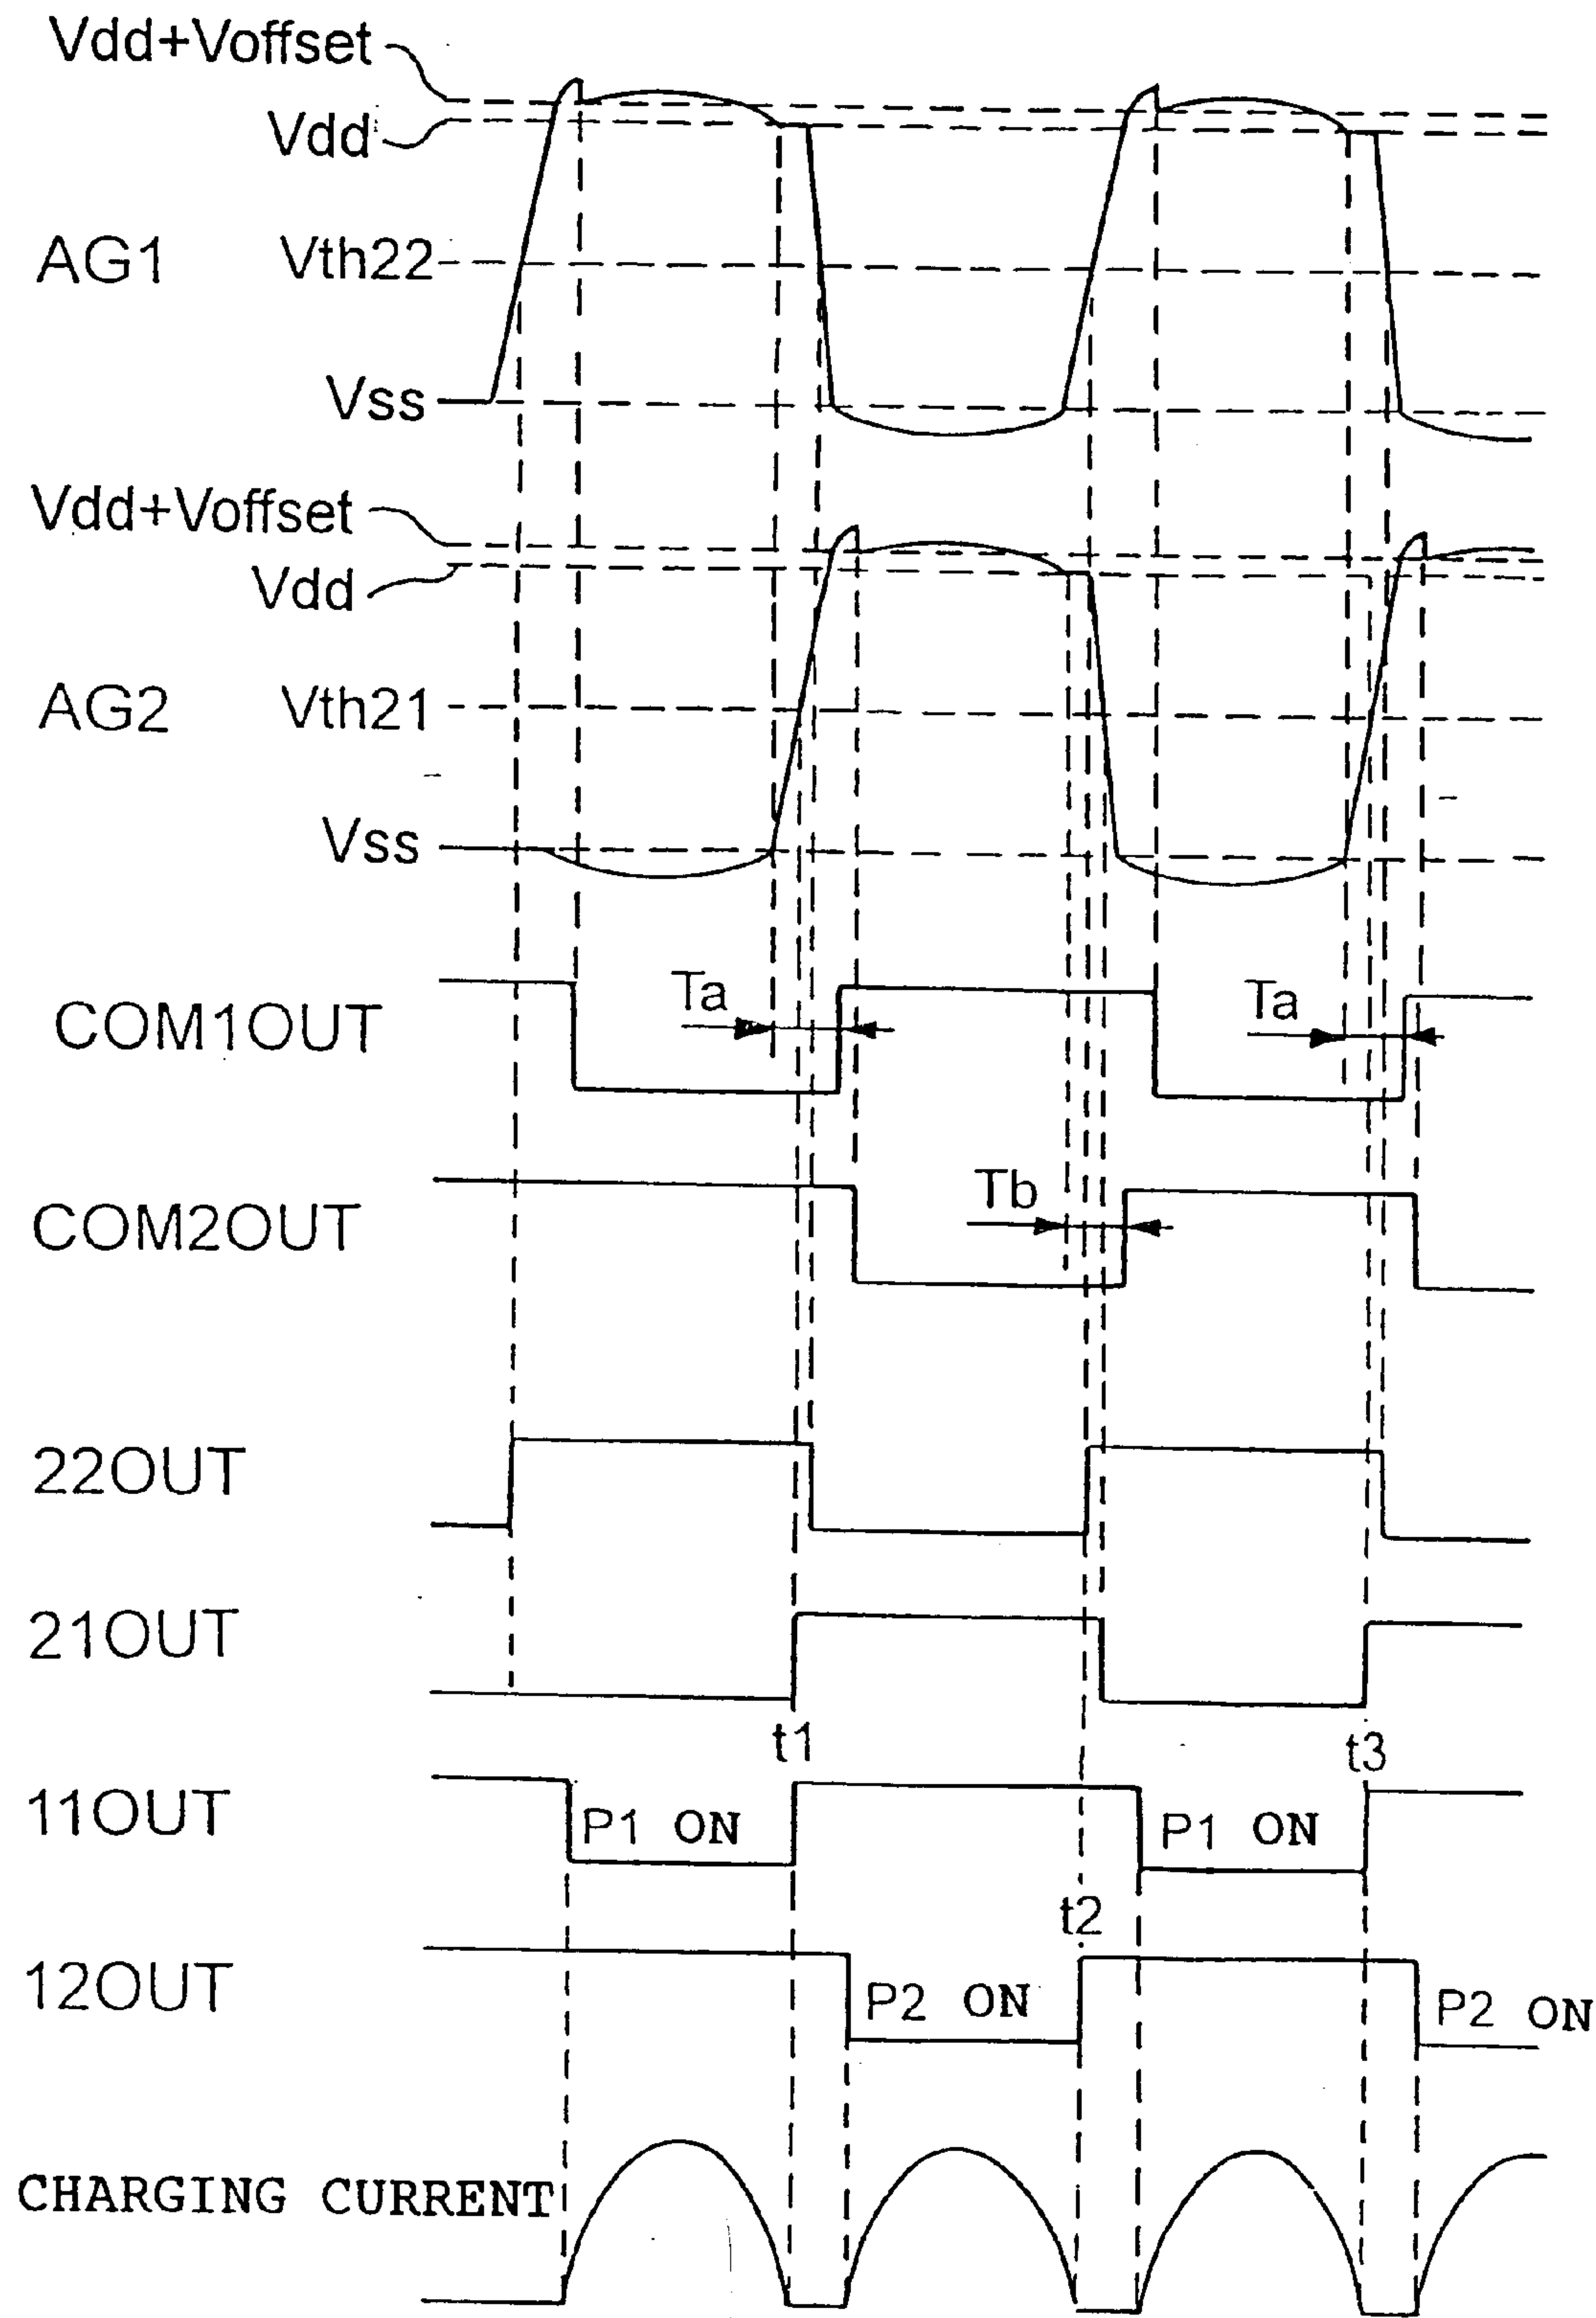 Vdd+Voffset
Vdd
AG1 Vth22
Vss
Vdd+Voffset
Vdd
AG2 Vth21
Vss
COM1OUT Ta Ta
COM2OUT Tb
22OUT
21OUT
t1 t3
11OUT P1 ON P1 ON
t2
12OUT P2 ON P2 ON
CHARGING CURRENT